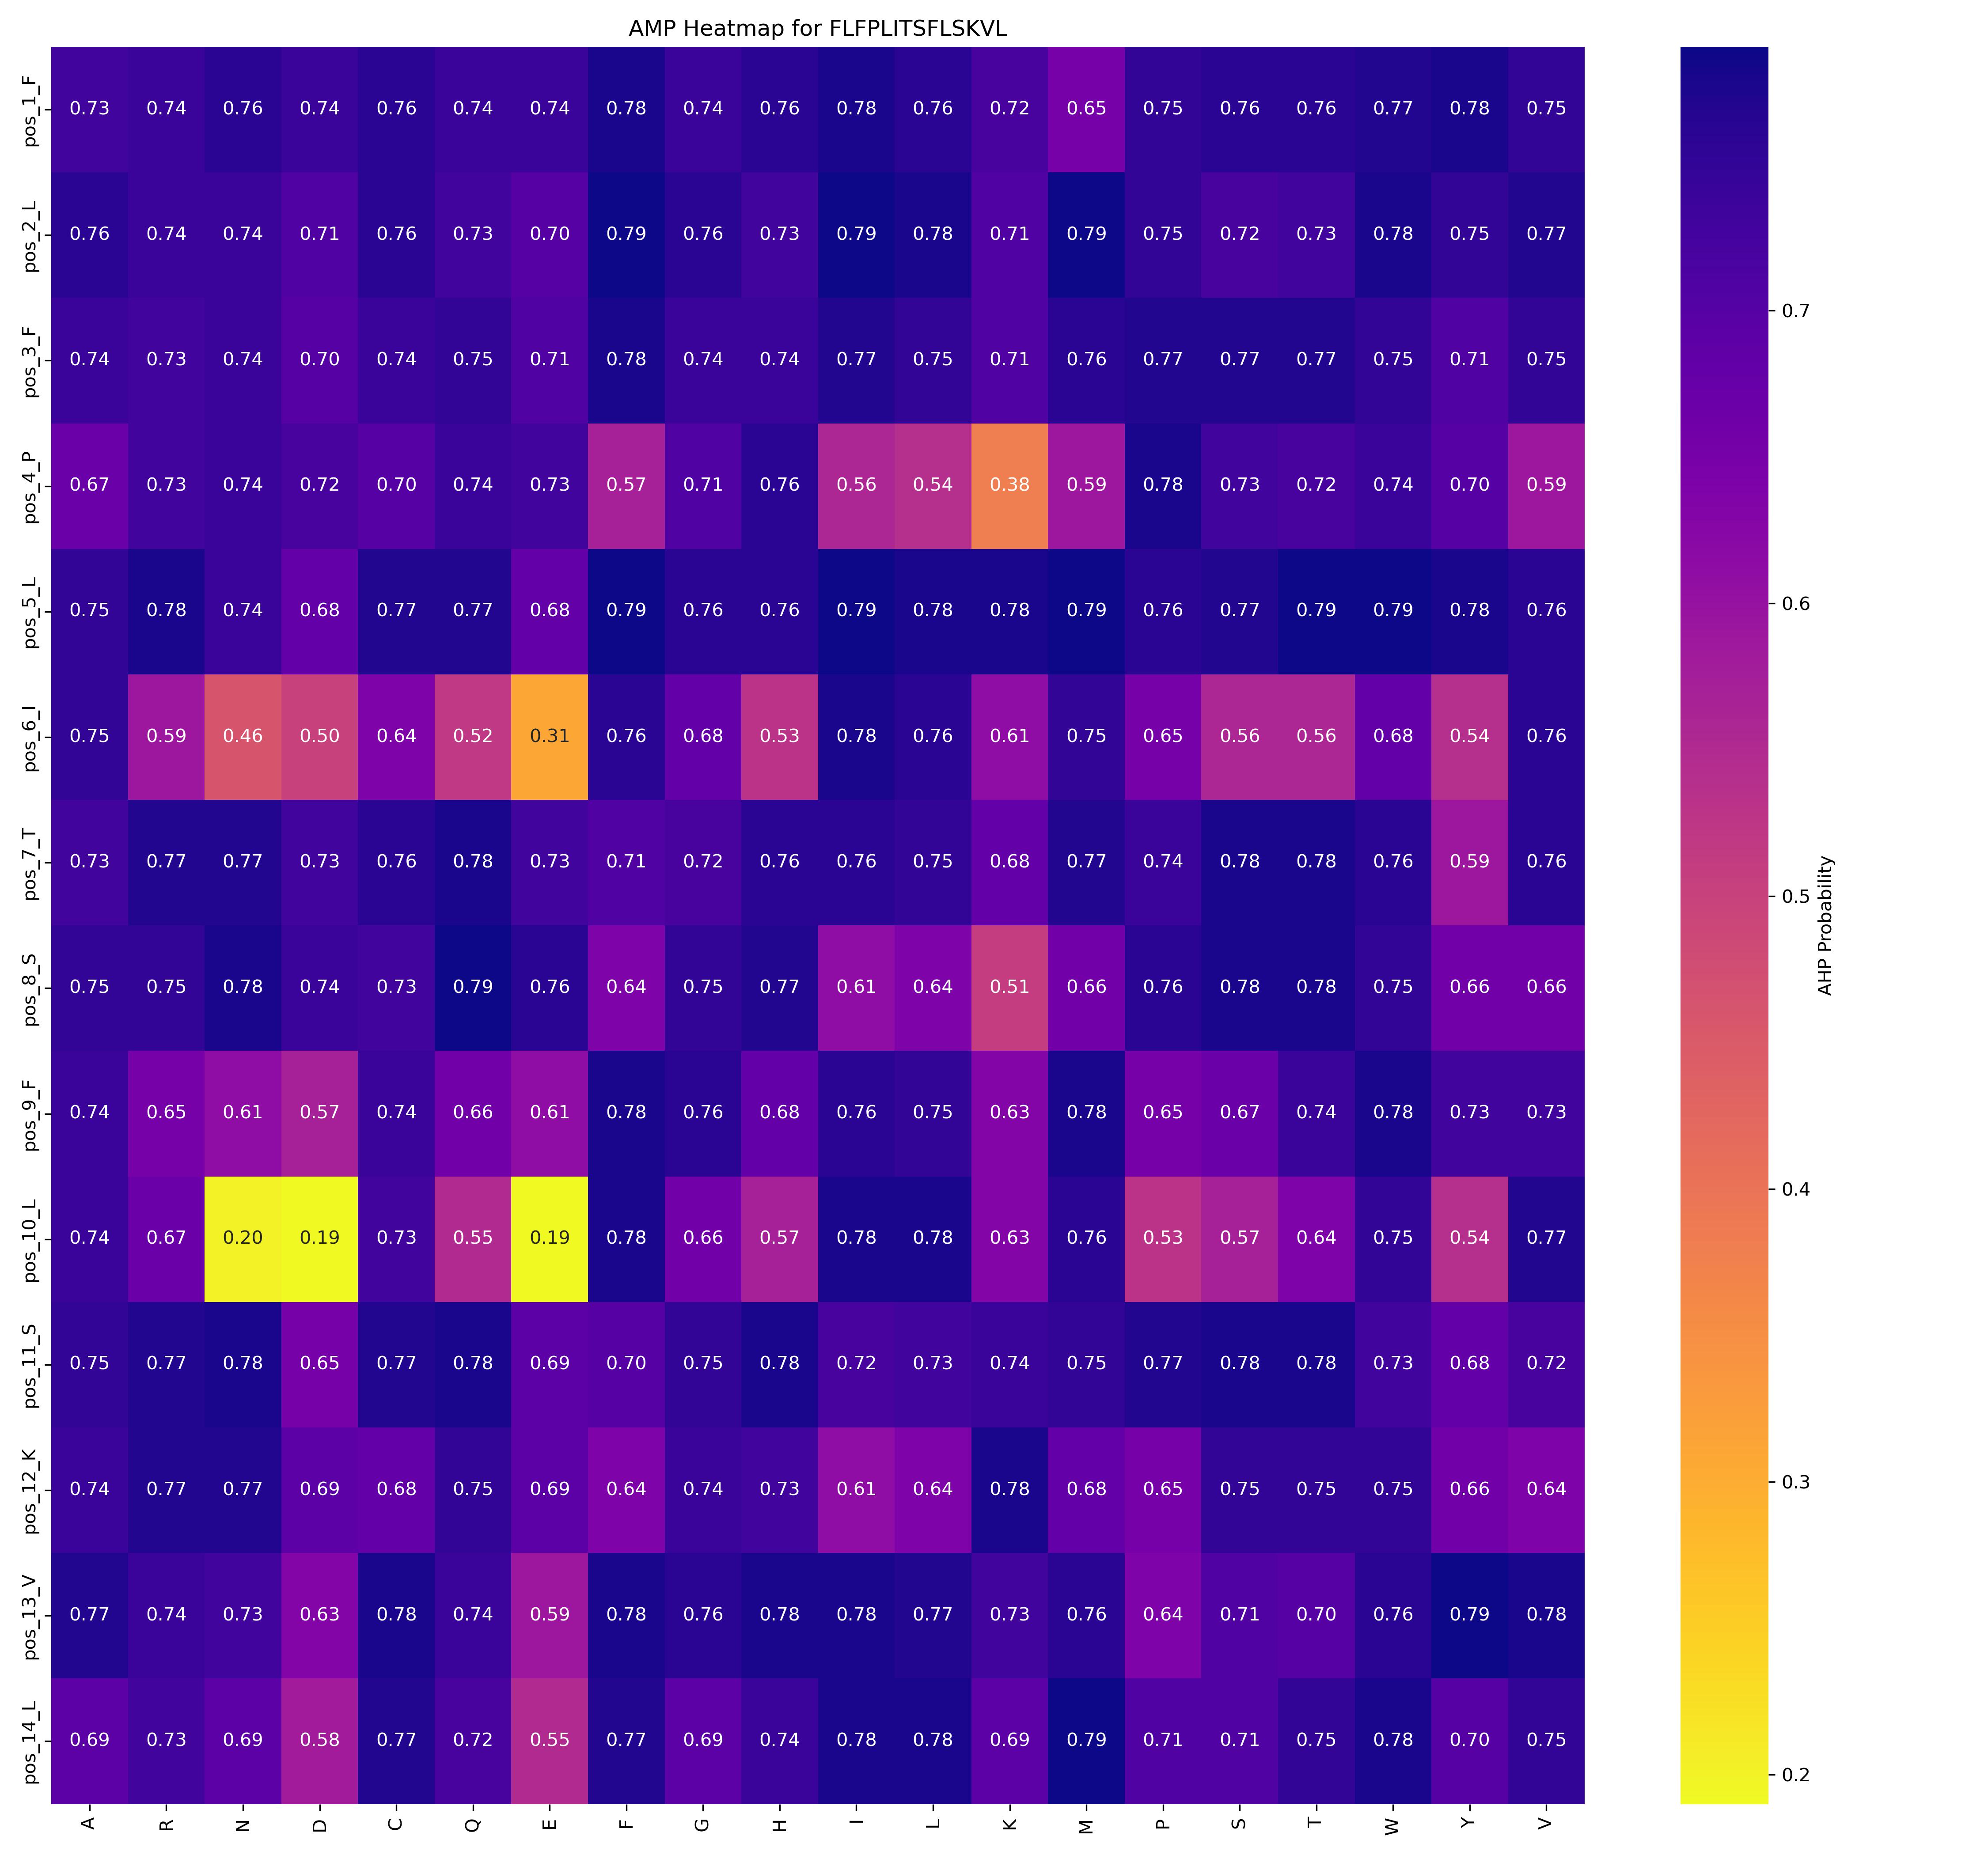 AMP Heatmap for FLFPLITSFLSKVL
pos_1_F 0.73 0.74 0.76 0.74 0.76 0.74 0.74 0.78 0.74 0.76 0.78 0.76 0.72 0.65 0.75 0.76 0.76 0.77 0.78 0.75
pos_2_L 0.76 0.74 0.74 0.71 0.76 0.73 0.70 0.79 0.76 0.73 0.79 0.78 0.71 0.79 0.75 0.72 0.73 0.78 0.75 0.77
pos_3_F 0.74 0.73 0.74 0.70 0.74 0.75 0.71 0.78 0.74 0.74 0.77 0.75 0.71 0.76 0.77 0.77 0.77 0.75 0.71 0.75
pos_4_P 0.67 0.73 0.74 0.72 0.70 0.74 0.73 0.57 0.71 0.76 0.56 0.54 0.38 0.59 0.78 0.73 0.72 0.74 0.70 0.59
pos_5_L 0.75 0.78 0.74 0.68 0.77 0.77 0.68 0.79 0.76 0.76 0.79 0.78 0.78 0.79 0.76 0.77 0.79 0.79 0.78 0.76
pos_6_I 0.75 0.59 0.46 0.50 0.64 0.52 0.31 0.76 0.68 0.53 0.78 0.76 0.61 0.75 0.65 0.56 0.56 0.68 0.54 0.76
pos_7_T 0.73 0.77 0.77 0.73 0.76 0.78 0.73 0.71 0.72 0.76 0.76 0.75 0.68 0.77 0.74 0.78 0.78 0.76 0.59 0.76
pos_8_S 0.75 0.75 0.78 0.74 0.73 0.79 0.76 0.64 0.75 0.77 0.61 0.64 0.51 0.66 0.76 0.78 0.78 0.75 0.66 0.66
pos_9_F 0.74 0.65 0.61 0.57 0.74 0.66 0.61 0.78 0.76 0.68 0.76 0.75 0.63 0.78 0.65 0.67 0.74 0.78 0.73 0.73
pos_10_L 0.74 0.67 0.20 0.19 0.73 0.55 0.19 0.78 0.66 0.57 0.78 0.78 0.63 0.76 0.53 0.57 0.64 0.75 0.54 0.77
pos_11_S 0.75 0.77 0.78 0.65 0.77 0.78 0.69 0.70 0.75 0.78 0.72 0.73 0.74 0.75 0.77 0.78 0.78 0.73 0.68 0.72
pos_12_K 0.74 0.77 0.77 0.69 0.68 0.75 0.69 0.64 0.74 0.73 0.61 0.64 0.78 0.68 0.65 0.75 0.75 0.75 0.66 0.64
pos_13_V 0.77 0.74 0.73 0.63 0.78 0.74 0.59 0.78 0.76 0.78 0.78 0.77 0.73 0.76 0.64 0.71 0.70 0.76 0.79 0.78
pos_14_L 0.69 0.73 0.69 0.58 0.77 0.72 0.55 0.77 0.69 0.74 0.78 0.78 0.69 0.79 0.71 0.71 0.75 0.78 0.70 0.75
A R N D C Q E F G H I L K M P S T W Y V
0.7
0.6
0.5
0.4
0.3
0.2
AHP Probability